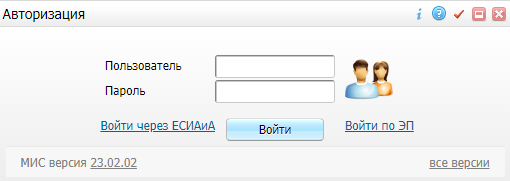 Авторизация
Пользователь
Пароль
Войти через ЕСИАиА Войти Войти по ЭП
МИС версия 23.02.02 все версии